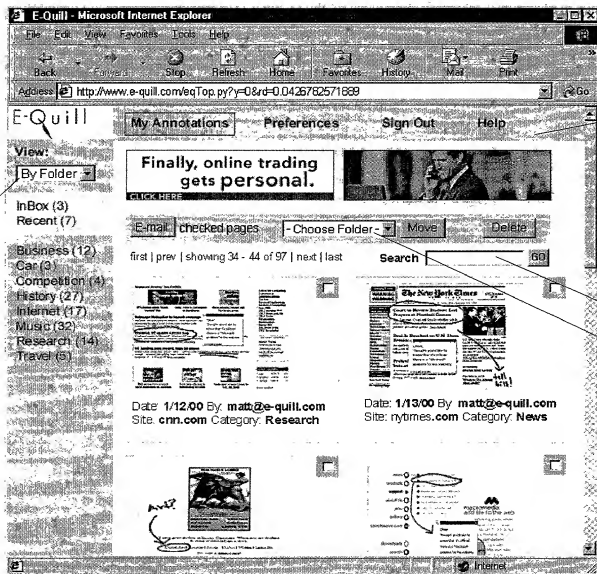 E-Quill - Microsoft Internet Explorer
File Edit View Favorites Tools Help
Back Forward Stop Refresh Home Favorites History Mail Print
Address http://www.e-quill.com/eqTop.py?y=0&rd=0.0426782571889 Go
E-Quill
My Annotations Preferences Sign Out Help
View:
By Folder
InBox (3)
Recent (7)
Business (12)
Car (3)
Competition (4)
History (27)
Internet (17)
Music (32)
Research (14)
Travel (5)
Finally, online trading
gets personal.
CLICK HERE
E-mail checked pages - Choose Folder - Move Delete
first | prev | showing 34 - 44 of 97 | next | last Search GO
The New York Times
Date: 1/12/00 By: matt@e-quill.com
Site: cnn.com Category: Research
Date: 1/13/00 By: matt@e-quill.com
Site: nytimes.com Category: News
macromedia
Internet